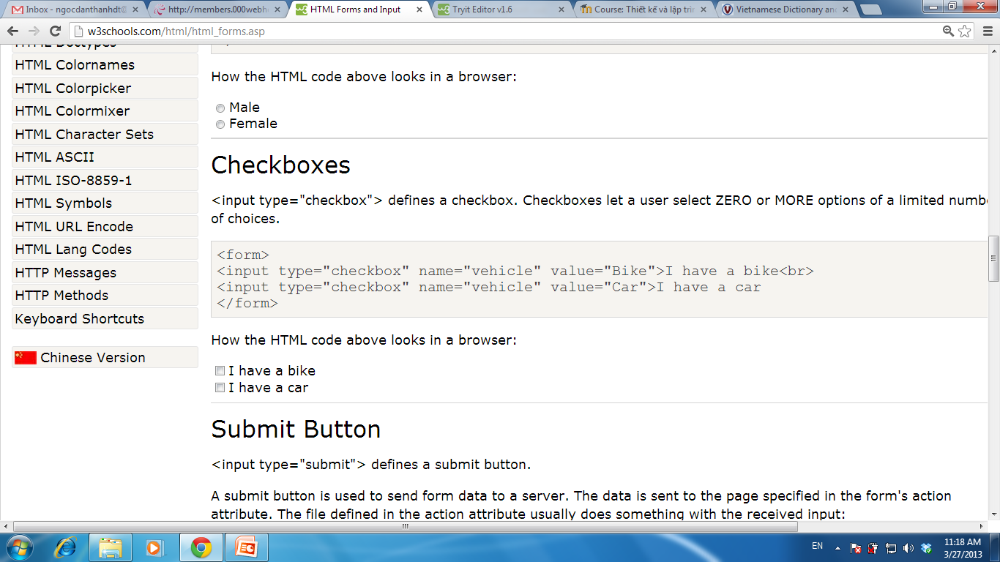 Inbox - ngocdanthanhdt@
http://members.000webh
HTML Forms and Input
Tryit Editor v1.6
Course: Thiết kế và lập trìn
Vietnamese Dictionary and
w3schools.com/html/html_forms.asp
HTML Doctypes
HTML Colornames
HTML Colorpicker
HTML Colormixer
HTML Character Sets
HTML ASCII
HTML ISO-8859-1
HTML Symbols
HTML URL Encode
HTML Lang Codes
HTTP Messages
HTTP Methods
Keyboard Shortcuts
Chinese Version
How the HTML code above looks in a browser:
Male
Female
Checkboxes
<input type="checkbox"> defines a checkbox. Checkboxes let a user select ZERO or MORE options of a limited numbe
of choices.
<form>
<input type="checkbox" name="vehicle" value="Bike">I have a bike<br>
<input type="checkbox" name="vehicle" value="Car">I have a car
</form>
How the HTML code above looks in a browser:
I have a bike
I have a car
Submit Button
<input type="submit"> defines a submit button.
A submit button is used to send form data to a server. The data is sent to the page specified in the form's action
attribute. The file defined in the action attribute usually does something with the received input:
EN
11:18 AM
3/27/2013